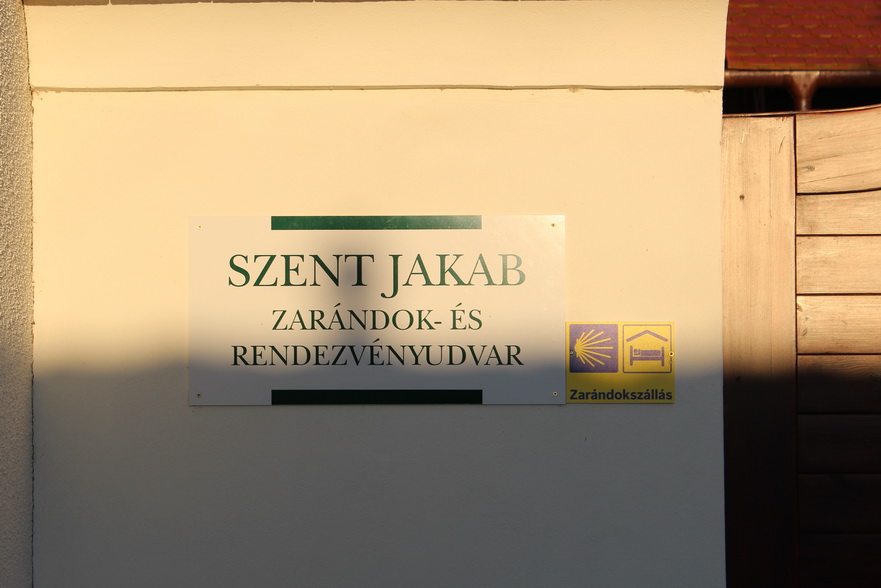 SZENT JAKAB
ZARÁNDOK- ÉS
RENDEZVÉNYUDVAR
Zarándokszállás